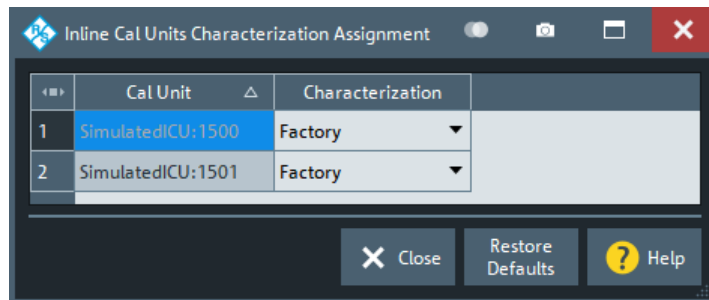 R&S Inline Cal Units Characterization Assignment
Cal Unit Characterization
1 SimulatedICU:1500 Factory
2 SimulatedICU:1501 Factory
Close Restore Defaults ? Help